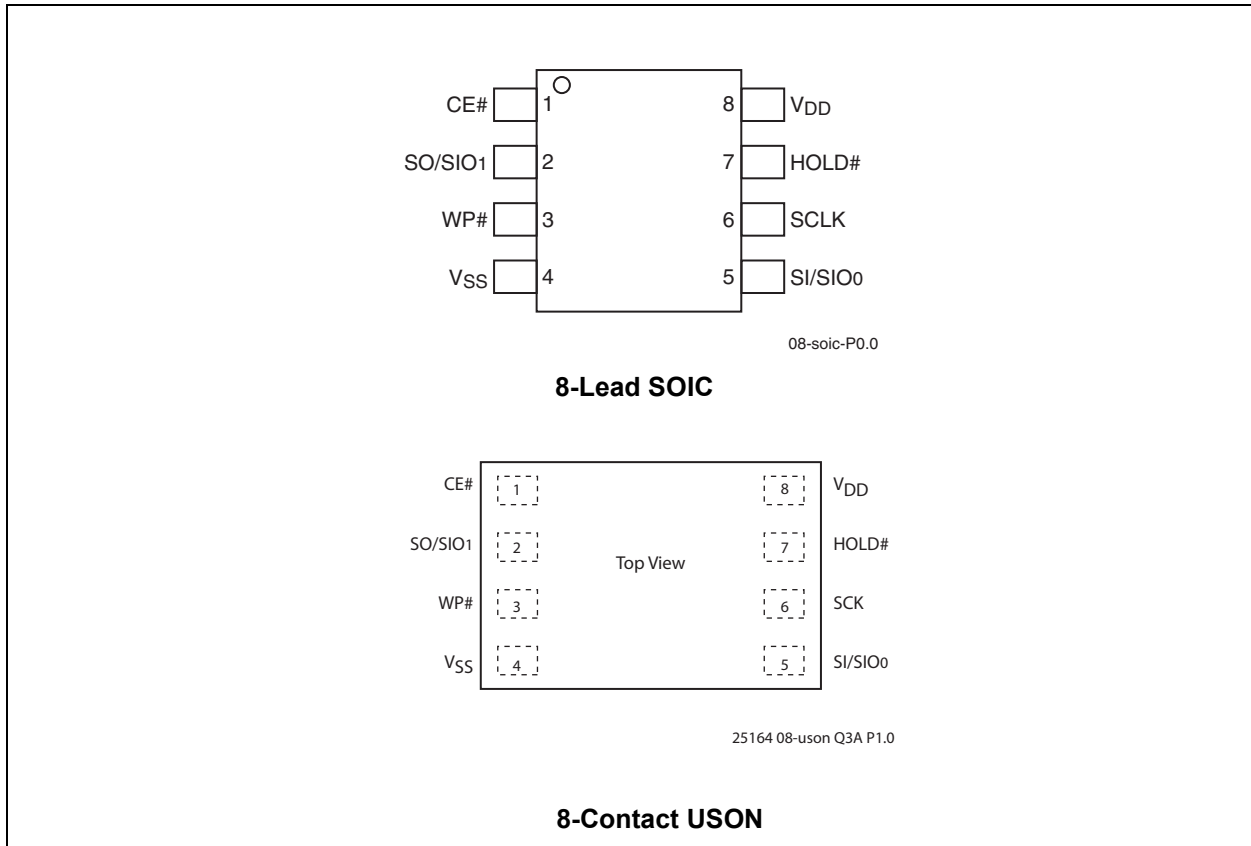 CE# 1 8 VDD
SO/SIO1 2 7 HOLD#
WP# 3 6 SCLK
VSS 4 5 SI/SIO0
08-soic-P0.0
8-Lead SOIC
CE# 1 8 VDD
SO/SIO1 2 7 HOLD#
Top View
WP# 3 6 SCK
VSS 4 5 SI/SIO0
25164 08-uson Q3A P1.0
8-Contact USON